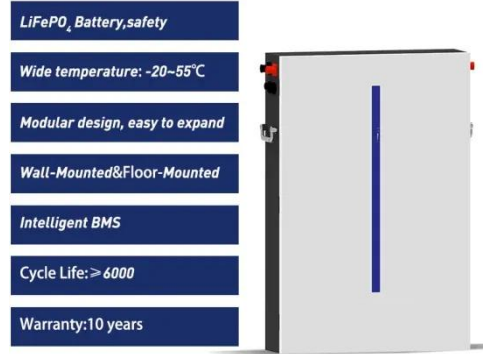 LiFePO₄ Battery,safety
Wide temperature: -20~55℃
Modular design, easy to expand
Wall-Mounted&Floor-Mounted
Intelligent BMS
Cycle Life:≥6000
Warranty:10 years